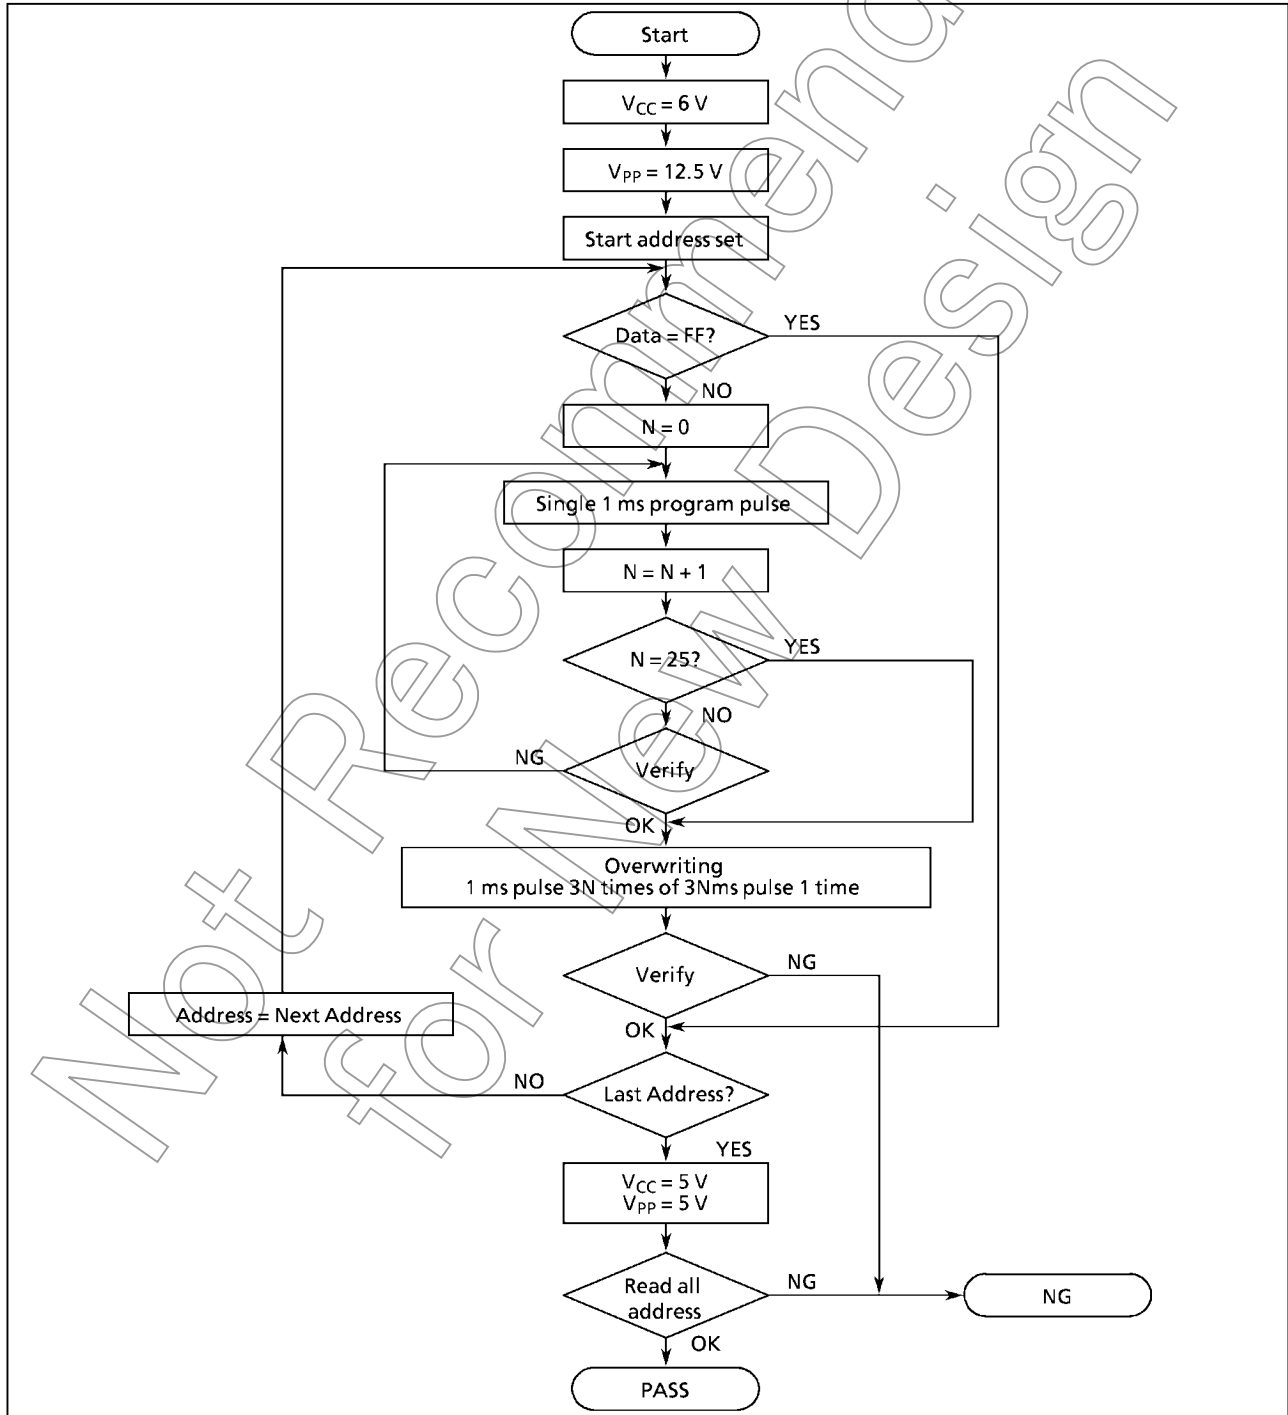 Start
VCC = 6 V
VPP = 12.5 V
Start address set
Data = FF?
YES
NO
N = 0
Single 1 ms program pulse
N = N + 1
N = 25?
YES
NO
NG
Verify
OK
Overwriting
1 ms pulse 3N times of 3Nms pulse 1 time
Verify
NG
Address = Next Address
OK
NO
Last Address?
YES
VCC = 5 V
VPP = 5 V
Read all
address
NG
NG
OK
PASS
Not Recommend
for New Design